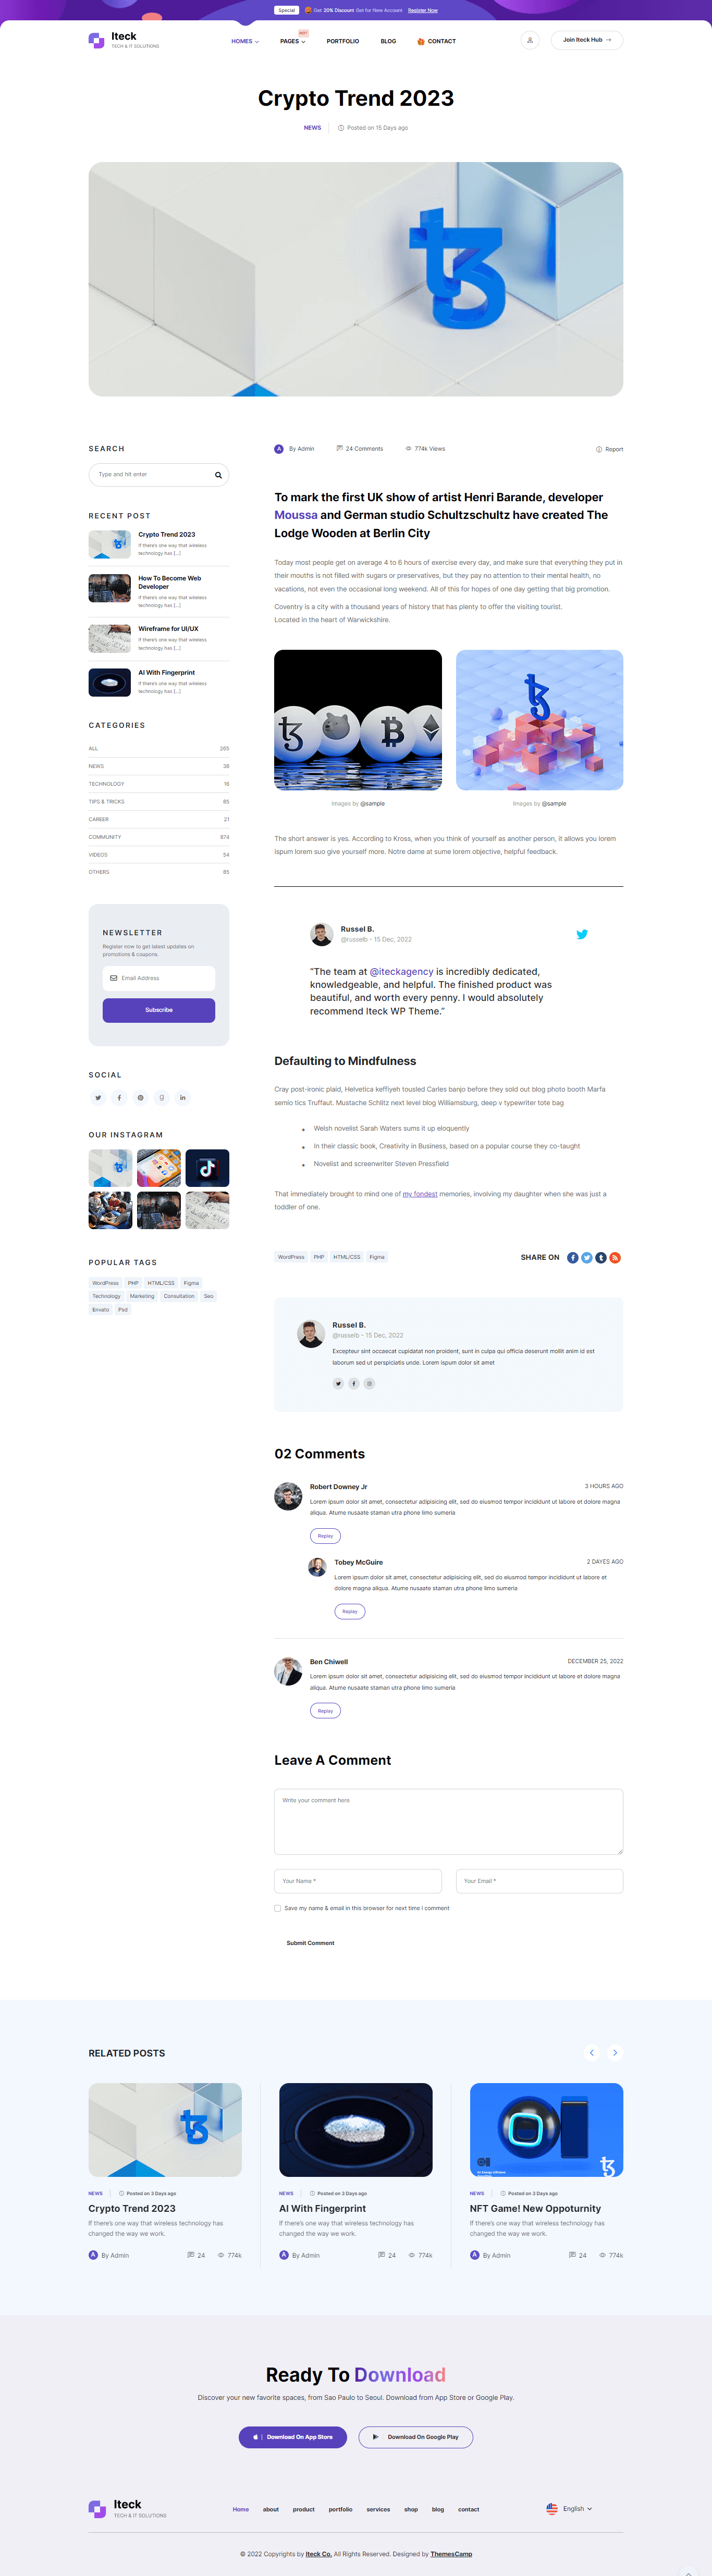 Special Get 20% Discount Get for New Account Register Now
Iteck
TECH & IT SOLUTIONS
HOMES
PAGES
HOT
PORTFOLIO
BLOG
CONTACT
Join Iteck Hub
Crypto Trend 2023
NEWS Posted on 15 Days ago
SEARCH
Type and hit enter
RECENT POST
Crypto Trend 2023
If there's one way that wireless
technology has [...]
How To Become Web
Developer
If there's one way that wireless
technology has [...]
Wireframe for UI/UX
If there's one way that wireless
technology has [...]
AI With Fingerprint
If there's one way that wireless
technology has [...]
CATEGORIES
ALL 265
NEWS 38
TECHNOLOGY 16
TIPS & TRICKS 85
CAREER 21
COMMUNITY 874
VIDEOS 54
OTHERS 85
NEWSLETTER
Register now to get latest updates on
promotions & coupons.
Email Address
Subscribe
SOCIAL
OUR INSTAGRAM
POPULAR TAGS
WordPress PHP HTML/CSS Figma
Technology Marketing Consultation Seo
Envato Psd
A By Admin 24 Comments 774k Views Report
To mark the first UK show of artist Henri Barande, developer
Moussa and German studio Schultzschultz have created The
Lodge Wooden at Berlin City
Today most people get on average 4 to 6 hours of exercise every day, and make sure that everything they put in
their mouths is not filled with sugars or preservatives, but they pay no attention to their mental health, no
vacations, not even the occasional long weekend. All of this for hopes of one day getting that big promotion.
Coventry is a city with a thousand years of history that has plenty to offer the visiting tourist.
Located in the heart of Warwickshire.
Images by @sample
Images by @sample
The short answer is yes. According to Kross, when you think of yourself as another person, it allows you lorem
ispum lorem suo give yourself more. Notre dame at sume lorem objective, helpful feedback.
Russel B.
@russelb - 15 Dec, 2022
“The team at @iteckagency is incredibly dedicated,
knowledgeable, and helpful. The finished product was
beautiful, and worth every penny. I would absolutely
recommend Iteck WP Theme.”
Defaulting to Mindfulness
Cray post-ironic plaid, Helvetica keffiyeh tousled Carles banjo before they sold out blog photo booth Marfa
semio tics Truffaut. Mustache Schlitz next level blog Williamsburg, deep v typewriter tote bag
Welsh novelist Sarah Waters sums it up eloquently
In their classic book, Creativity in Business, based on a popular course they co-taught
Novelist and screenwriter Steven Pressfield
That immediately brought to mind one of my fondest memories, involving my daughter when she was just a
toddler of one.
WordPress PHP HTML/CSS Figma
SHARE ON
Russel B.
@russelb - 15 Dec, 2022
Excepteur sint occaecat cupidatat non proident, sunt in culpa qui officia deserunt mollit anim id est
laborum sed ut perspiciatis unde. Lorem ispum dolor sit amet
02 Comments
Robert Downey Jr 3 HOURS AGO
Lorem ipsum dolor sit amet, consectetur adipisicing elit, sed do eiusmod tempor incididunt ut labore et dolore magna
aliqua. Atume nusaate staman utra phone limo sumeria
Replay
Tobey McGuire 2 DAYES AGO
Lorem ipsum dolor sit amet, consectetur adipisicing elit, sed do eiusmod tempor incididunt ut labore et
dolore magna aliqua. Atume nusaate staman utra phone limo sumeria
Replay
Ben Chiwell DECEMBER 25, 2022
Lorem ipsum dolor sit amet, consectetur adipisicing elit, sed do eiusmod tempor incididunt ut labore et dolore magna
aliqua. Atume nusaate staman utra phone limo sumeria
Replay
Leave A Comment
Write your comment here
Your Name *
Your Email *
Save my name & email in this browser for next time I comment
Submit Comment
RELATED POSTS
NEWS Posted on 3 Days ago
Crypto Trend 2023
If there's one way that wireless technology has
changed the way we work.
A By Admin 24 774k
NEWS Posted on 3 Days ago
AI With Fingerprint
If there's one way that wireless technology has
changed the way we work.
A By Admin 24 774k
NEWS Posted on 3 Days ago
NFT Game! New Oppoturnity
If there's one way that wireless technology has
changed the way we work.
A By Admin 24 774k
Ready To Download
Discover your new favorite spaces, from Sao Paulo to Seoul. Download from App Store or Google Play.
Download On App Store
Download On Google Play
Iteck
TECH & IT SOLUTIONS
Home about product portfolio services shop blog contact
English
© 2022 Copyrights by Iteck Co. All Rights Reserved. Designed by ThemesCamp